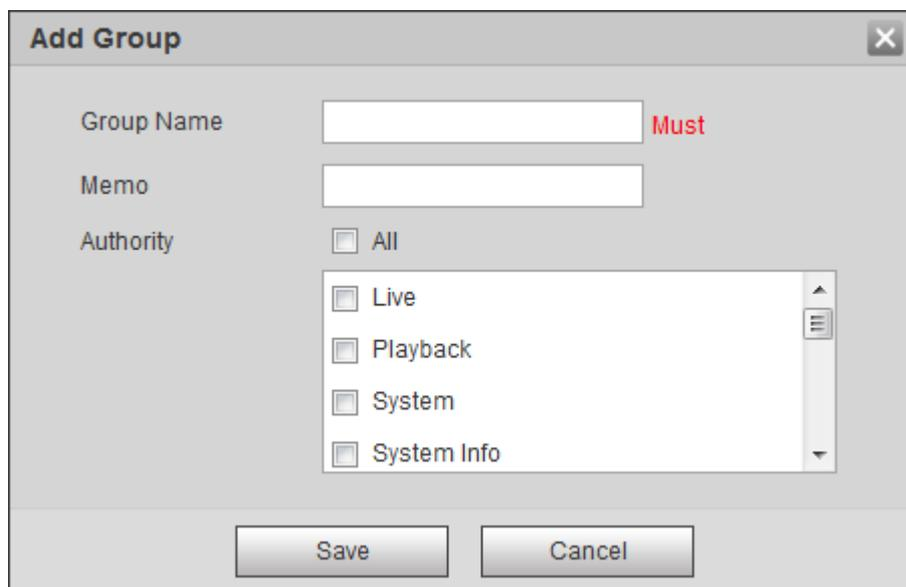 Add Group
Group Name Must
Memo
Authority All
Live
Playback
System
System Info
Save Cancel